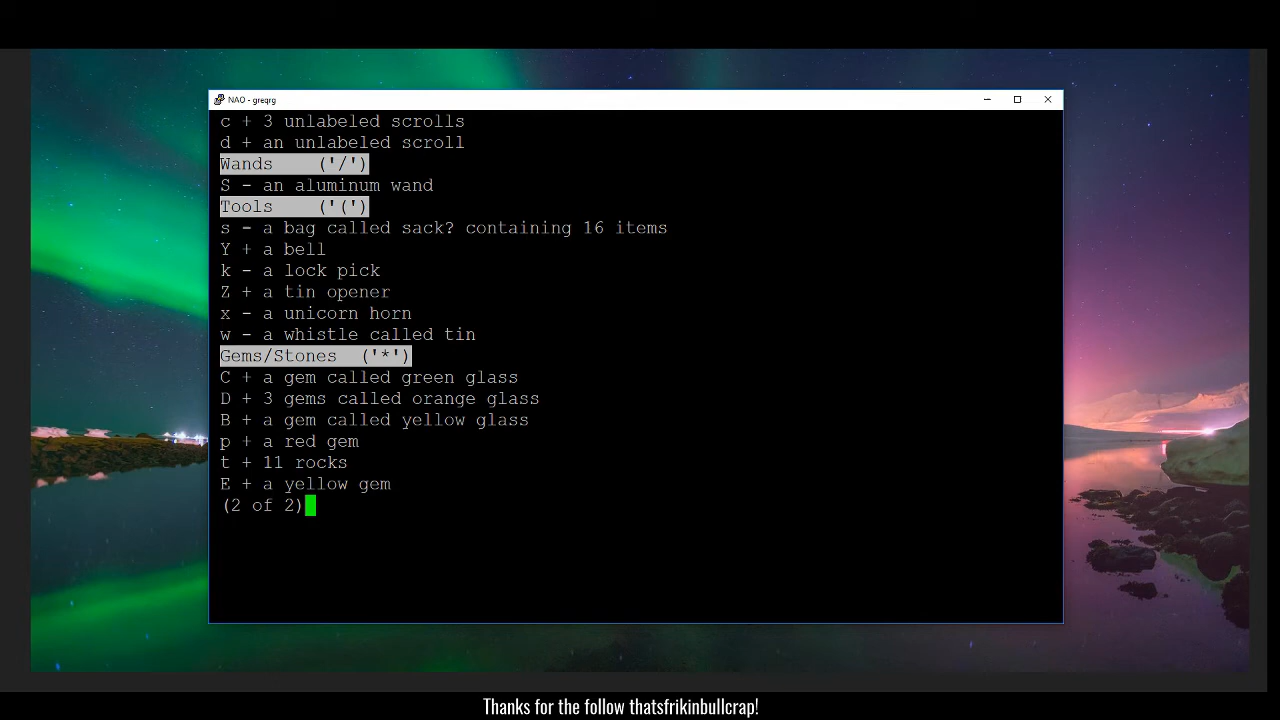 NAO - greqrg
c + 3 unlabeled scrolls
d + an unlabeled scroll
Wands ('/')
S - an aluminum wand
Tools ('(')
s - a bag called sack? containing 16 items
Y + a bell
k - a lock pick
Z + a tin opener
x - a unicorn horn
w - a whistle called tin
Gems/Stones ('*')
C + a gem called green glass
D + 3 gems called orange glass
B + a gem called yellow glass
p + a red gem
t + 11 rocks
E + a yellow gem
(2 of 2)
Thanks for the follow thatsfrikinbullcrap!